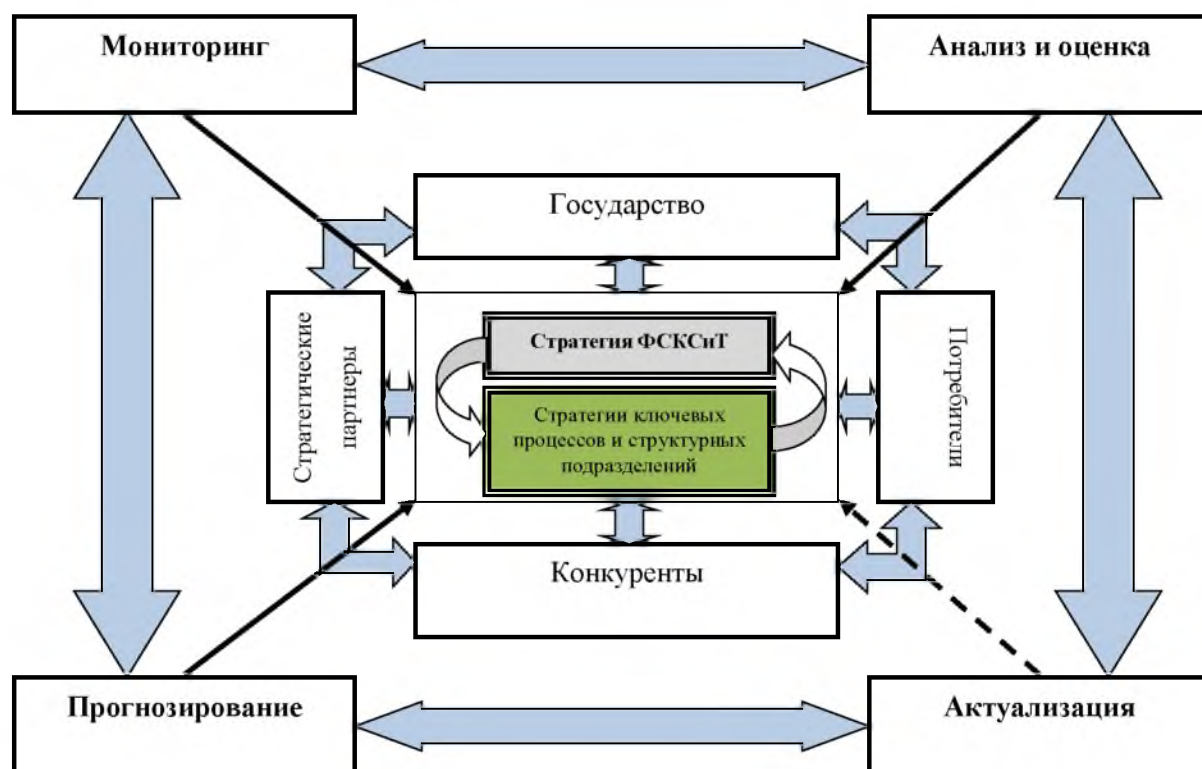 Мониторинг
Анализ и оценка
Государство
Стратегические
партнеры
Стратегия ФСКСиТ
Стратегии ключевых
процессов и структурных
подразделений
Потребители
Конкуренты
Прогнозирование
Актуализация